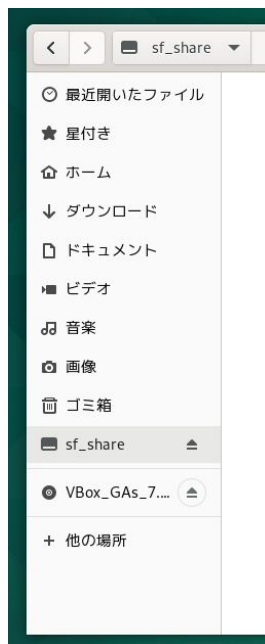 sf_share
最近開いたファイル
星付き
ホーム
ダウンロード
ドキュメント
ビデオ
音楽
画像
ゴミ箱
sf_share
VBox_GAs_7....
他の場所